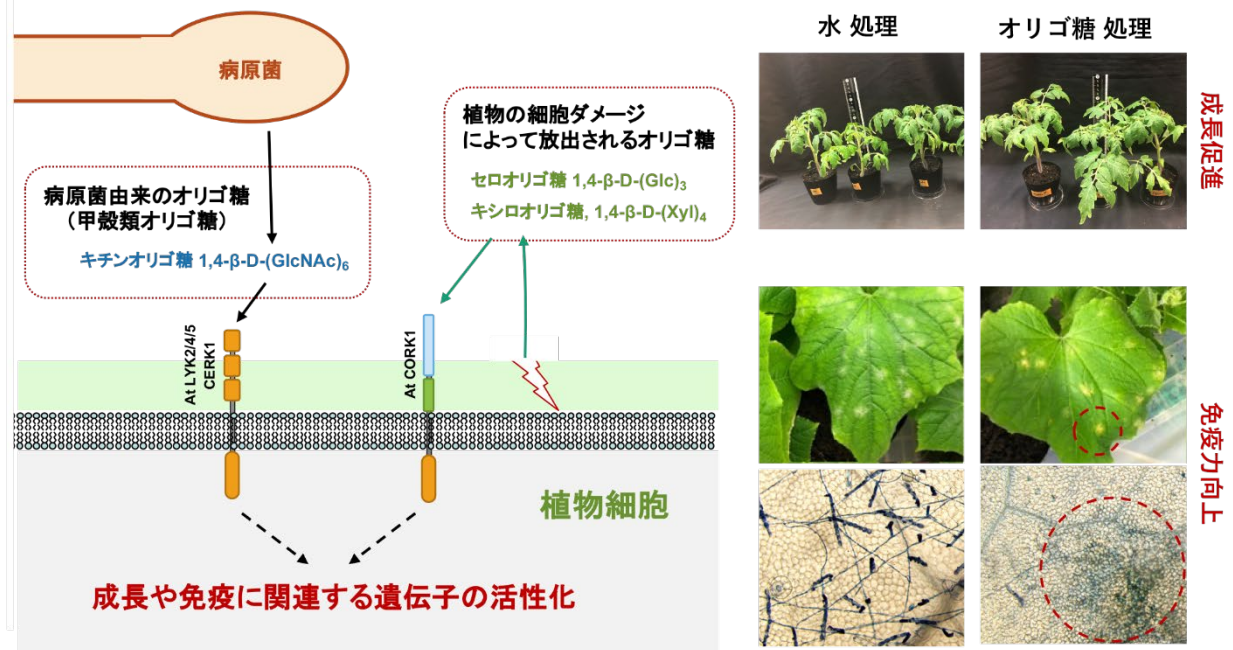 病原菌
病原菌由来のオリゴ糖
（甲殻類オリゴ糖）
キチンオリゴ糖 1,4-β-D-(GlcNAc)₆
植物の細胞ダメージ
によって放出されるオリゴ糖
セロオリゴ糖 1,4-β-D-(Glc)₃
キシロオリゴ糖, 1,4-β-D-(Xyl)₄
At LYK2/4/5
CERK1
At CORK1
植物細胞
成長や免疫に関連する遺伝子の活性化
水 処理
オリゴ糖 処理
成長促進
免疫力向上